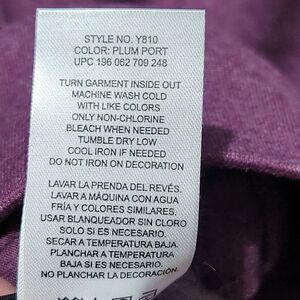 STYLE NO. Y810
COLOR: PLUM PORT
UPC 196 062 709 248
TURN GARMENT INSIDE OUT
MACHINE WASH COLD
WITH LIKE COLORS
ONLY NON-CHLORINE
BLEACH WHEN NEEDED
TUMBLE DRY LOW
COOL IRON IF NEEDED
DO NOT IRON ON DECORATION
LAVAR LA PRENDA DEL REVÉS.
LAVAR A MÁQUINA CON AGUA
FRÍA Y COLORES SIMILARES.
USAR BLANQUEADOR SIN CLORO
SOLO SI ES NECESARIO.
SECAR A TEMPERATURA BAJA.
PLANCHAR A TEMPERATURA
BAJA SI ES NECESARIO.
NO PLANCHAR LA DECORACIÓN.